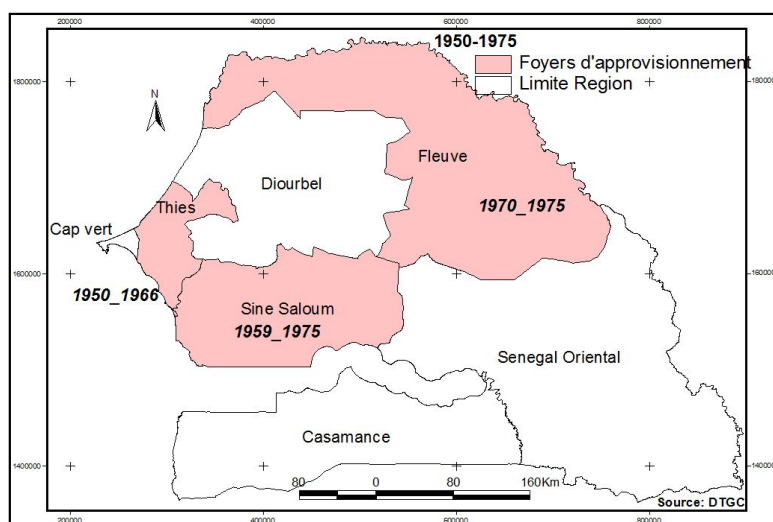 200000 400000 600000 800000
1950-1975
Foyers d'approvisionnement
Limite Region
1800000 1800000
N
Fleuve
Diourbel
Thies
1970_1975
Cap vert
1600000 1600000
1950_1966
Sine Saloum
1959_1975
Senegal Oriental
Casamance
1400000 1400000
80 0 80 160Km
Source: DTGC
200000 400000 600000 800000